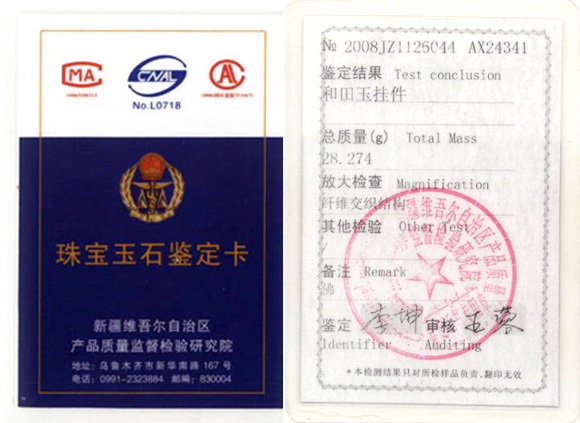 MA
CNAL
AL
No.L0718
珠宝玉石鉴定卡
新疆维吾尔自治区
产品质量监督检验研究院
地址: 乌鲁木齐市新华南路 167 号
电话: 0991-2323884 邮编: 830004
№ 2008JZ1126044 AX24341
鉴定结果 Test conclusion
和田玉挂件
总质量(g) Total Mass
28.274
放大检查 Magnification
纤维交织结构
其他检验 Other Test
/
备注 Remark
鉴定 李坤 审核 王蓉
Identifier Auditing
*本检测结果只对所检样品负责,翻印无效